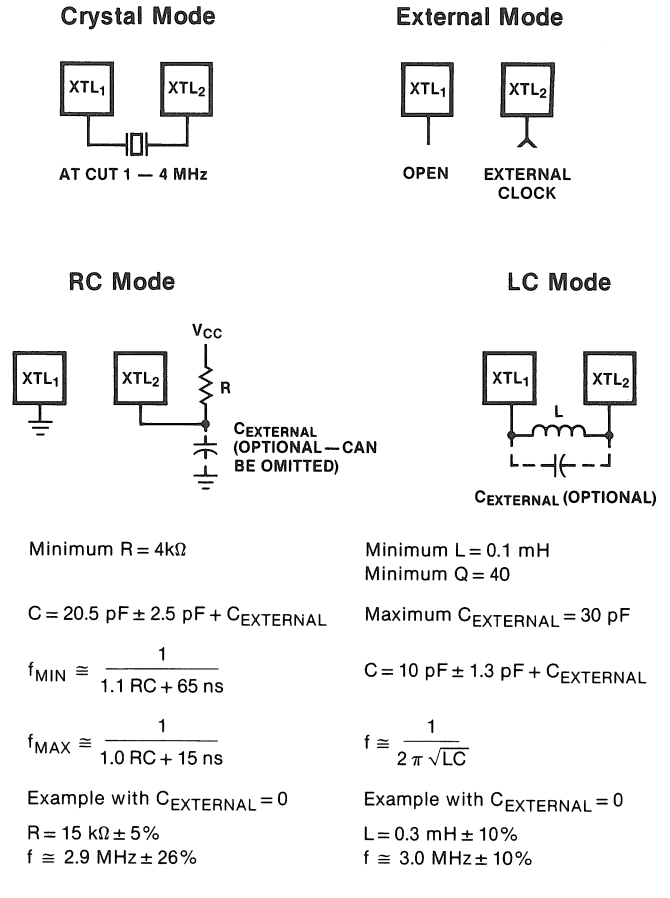 Crystal Mode
XTL₁ XTL₂
AT CUT 1 — 4 MHz
External Mode
XTL₁ XTL₂
OPEN
EXTERNAL
CLOCK
RC Mode
XTL₁ XTL₂
VCC
R
CEXTERNAL
(OPTIONAL—CAN
BE OMITTED)
LC Mode
XTL₁ XTL₂
L
CEXTERNAL (OPTIONAL)
Minimum R = 4kΩ
C = 20.5 pF ± 2.5 pF + CEXTERNAL
fMIN ≅ 1 / 1.1 RC + 65 ns
fMAX ≅ 1 / 1.0 RC + 15 ns
Example with CEXTERNAL = 0
R = 15 kΩ ± 5%
f ≅ 2.9 MHz ± 26%
Minimum L = 0.1 mH
Minimum Q = 40
Maximum CEXTERNAL = 30 pF
C = 10 pF ± 1.3 pF + CEXTERNAL
f ≅ 1 / 2 π √LC
Example with CEXTERNAL = 0
L = 0.3 mH ± 10%
f ≅ 3.0 MHz ± 10%